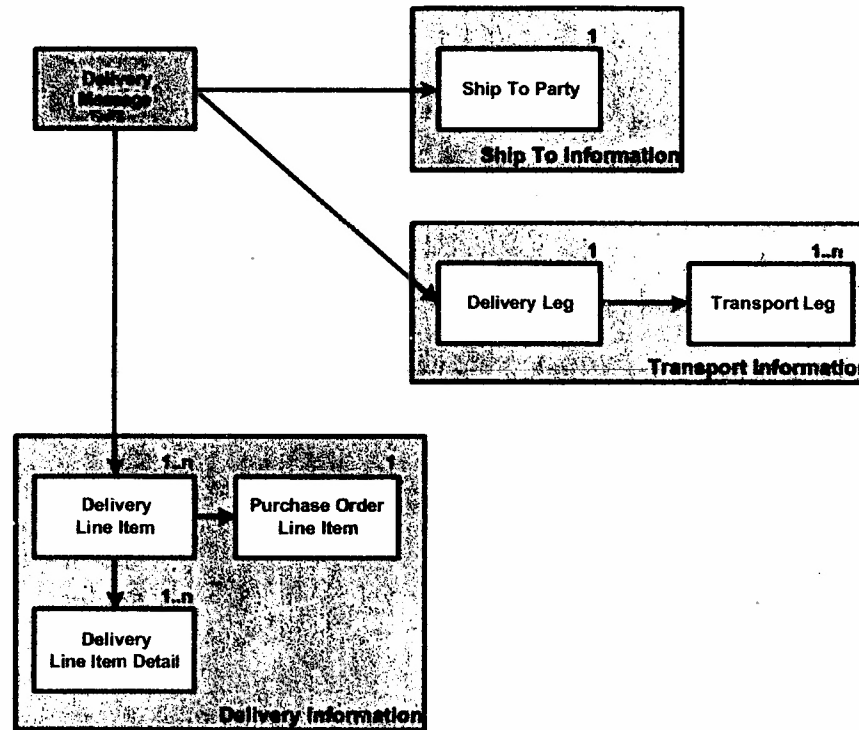 1
Delivery
Message
Ship To Party
Ship To Information
1
1..n
Delivery Leg
Transport Leg
Transport Information
1..n
1
Delivery
Line Item
Purchase Order
Line Item
1..n
Delivery
Line Item Detail
Delivery Information